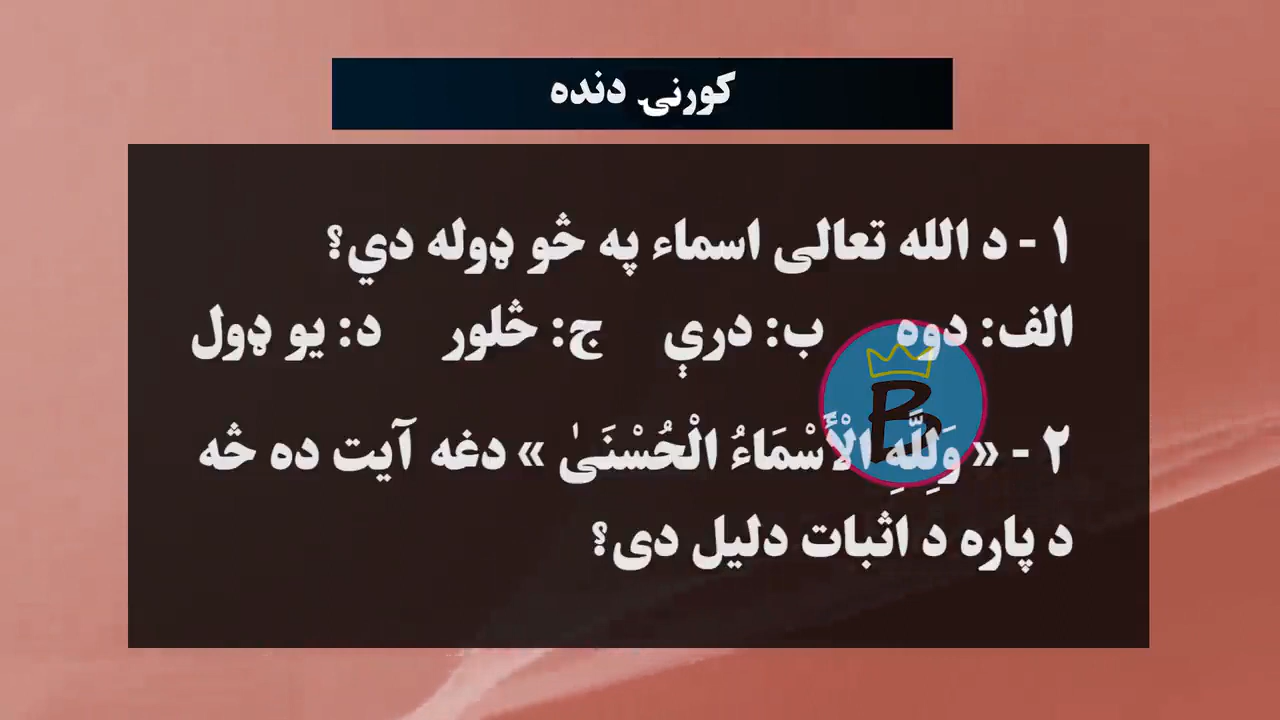 کورنۍ دنده
۱ - د الله تعالی اسماء په څو ډوله دي؟
الف: دوه ب: درې ج: څلور د: یو ډول
۲ - « وَلِلَّهِ الْأَسْمَاءُ الْحُسْنَىٰ » دغه آیت ده څه
د پاره د اثبات دلیل دی؟
B